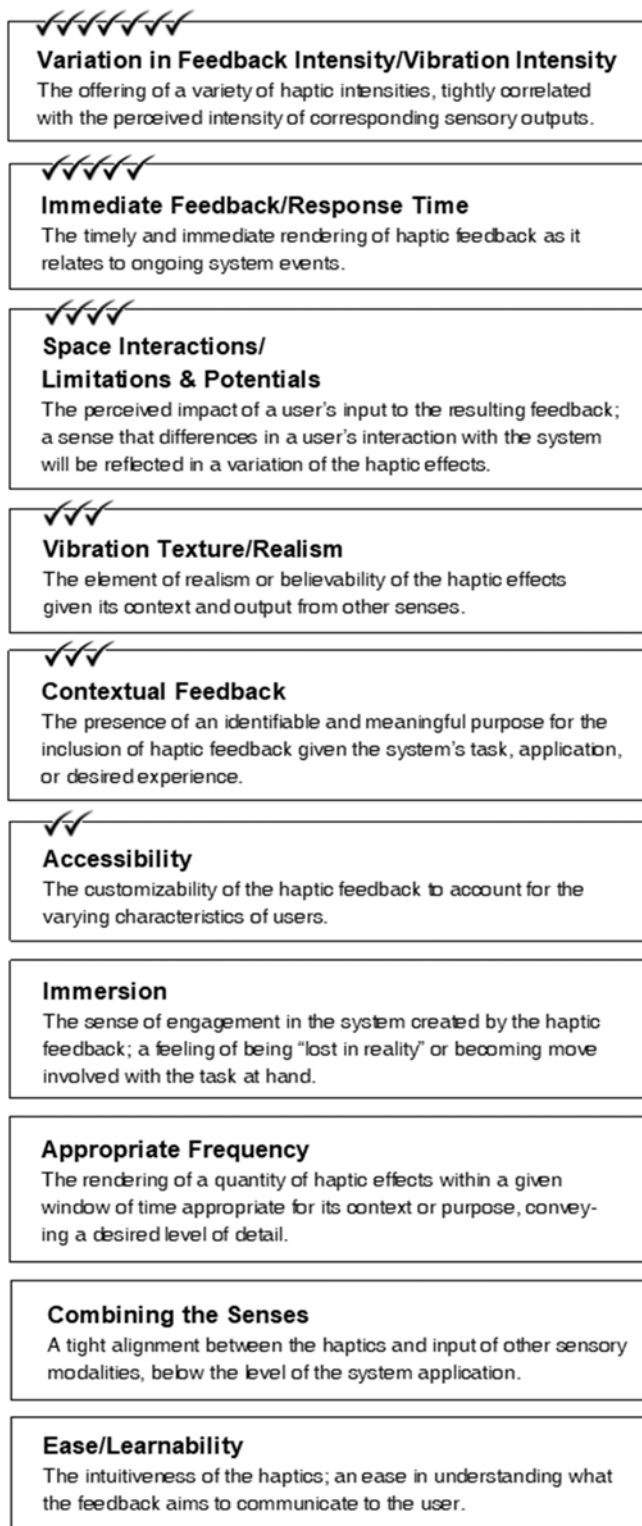 Variation in Feedback Intensity/Vibration Intensity
The offering of a variety of haptic intensities, tightly correlated
with the perceived intensity of corresponding sensory outputs.
Immediate Feedback/Response Time
The timely and immediate rendering of haptic feedback as it
relates to ongoing system events.
Space Interactions/
Limitations & Potentials
The perceived impact of a user's input to the resulting feedback;
a sense that differences in a user's interaction with the system
will be reflected in a variation of the haptic effects.
Vibration Texture/Realism
The element of realism or believability of the haptic effects
given its context and output from other senses.
Contextual Feedback
The presence of an identifiable and meaningful purpose for the
inclusion of haptic feedback given the system's task, application,
or desired experience.
Accessibility
The customizability of the haptic feedback to account for the
varying characteristics of users.
Immersion
The sense of engagement in the system created by the haptic
feedback; a feeling of being "lost in reality" or becoming move
involved with the task at hand.
Appropriate Frequency
The rendering of a quantity of haptic effects within a given
window of time appropriate for its context or purpose, convey-
ing a desired level of detail.
Combining the Senses
A tight alignment between the haptics and input of other sensory
modalities, below the level of the system application.
Ease/Learnability
The intuitiveness of the haptics; an ease in understanding what
the feedback aims to communicate to the user.